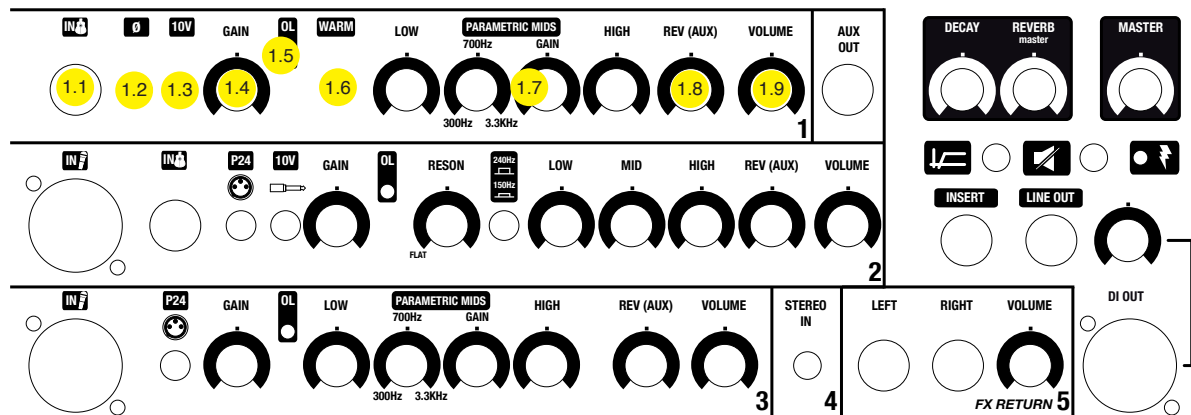 IN Ø 10V GAIN OL WARM LOW PARAMETRIC MIDS HIGH REV (AUX) VOLUME AUX OUT
700Hz GAIN
1.1 1.2 1.3 1.4 1.5 1.6 1.7 1.8 1.9
300Hz 3.3KHz
1
DECAY REVERB master MASTER
IN IN P24 10V GAIN OL RESON 240Hz 150Hz LOW MID HIGH REV (AUX) VOLUME
FLAT
2
INSERT LINE OUT
IN P24 GAIN OL LOW PARAMETRIC MIDS HIGH REV (AUX) VOLUME
700Hz GAIN
300Hz 3.3KHz
3
STEREO IN
4
LEFT RIGHT VOLUME
FX RETURN 5
DI OUT